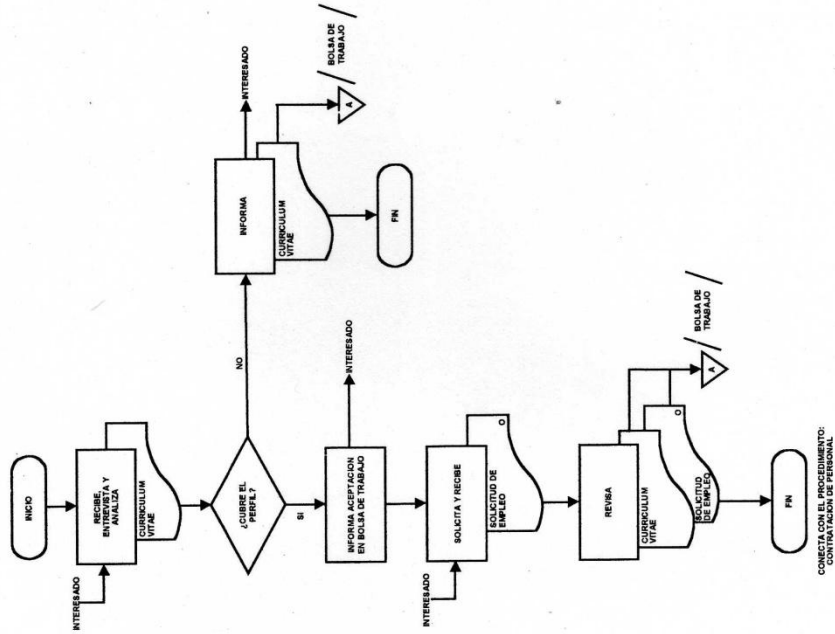 INICIO
INTERESADO
RECIBE,
ENTREVISTA Y
ANALIZA
CURRICULUM
VITAE
¿CUBRE EL
PERFIL?
NO
INFORMA
INTERESADO
CURRICULUM
VITAE
A
BOLSA DE
TRABAJO
FIN
SI
INFORMA ACEPTACION
EN BOLSA DE TRABAJO
INTERESADO
INTERESADO
SOLICITA Y RECIBE
SOLICITUD DE
EMPLEO
O
REVISA
CURRICULUM
VITAE
SOLICITUD
DE EMPLEO
O
A
BOLSA DE
TRABAJO
FIN
CONECTA CON EL PROCEDIMIENTO:
CONTRATACION DE PERSONAL